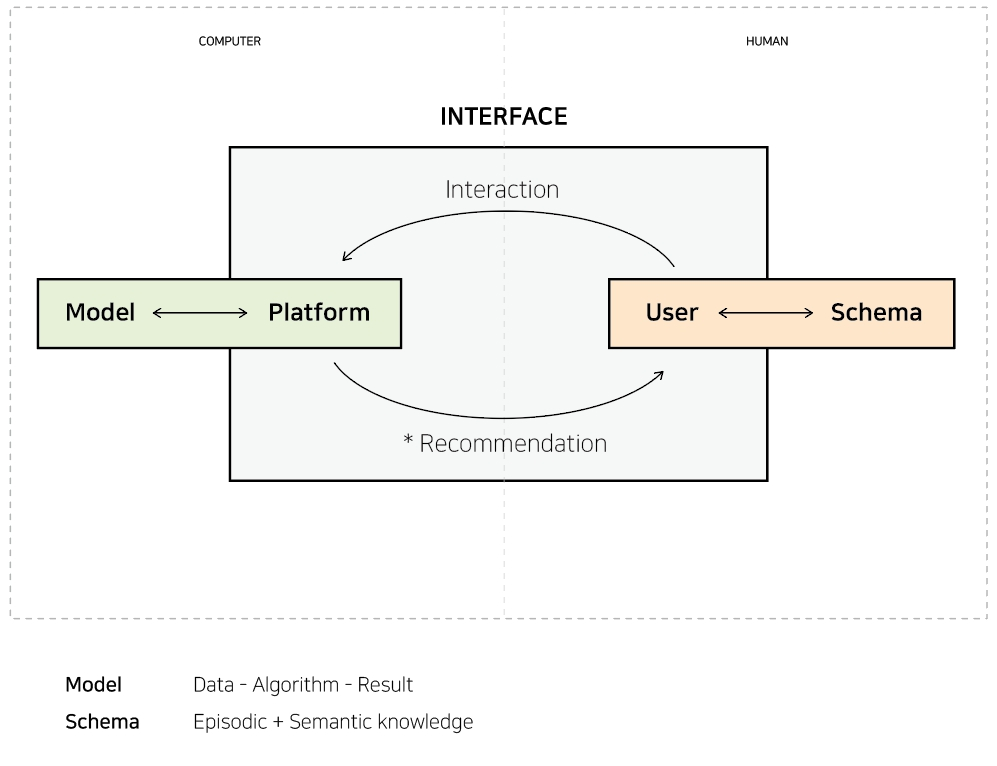 COMPUTER
HUMAN
INTERFACE
Interaction
Model
Platform
User
Schema
* Recommendation
Model Data - Algorithm - Result
Schema Episodic + Semantic knowledge